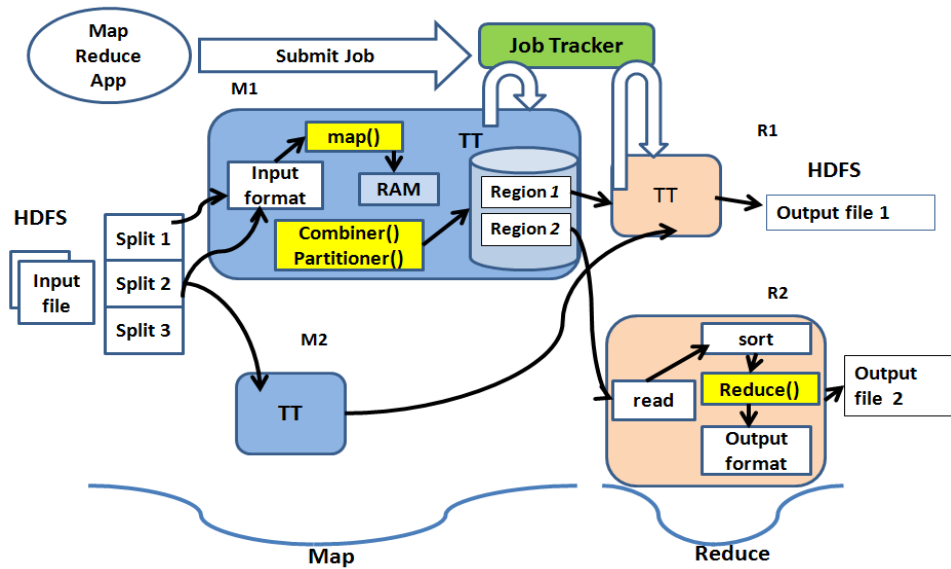 Map
Reduce
App
Submit Job
Job Tracker
M1
map()
TT
Input
format
RAM
Region 1
Region 2
Combiner()
Partitioner()
R1
TT
HDFS
Output file 1
HDFS
Input
file
Split 1
Split 2
Split 3
M2
TT
R2
sort
read
Reduce()
Output
format
Output
file 2
Map
Reduce